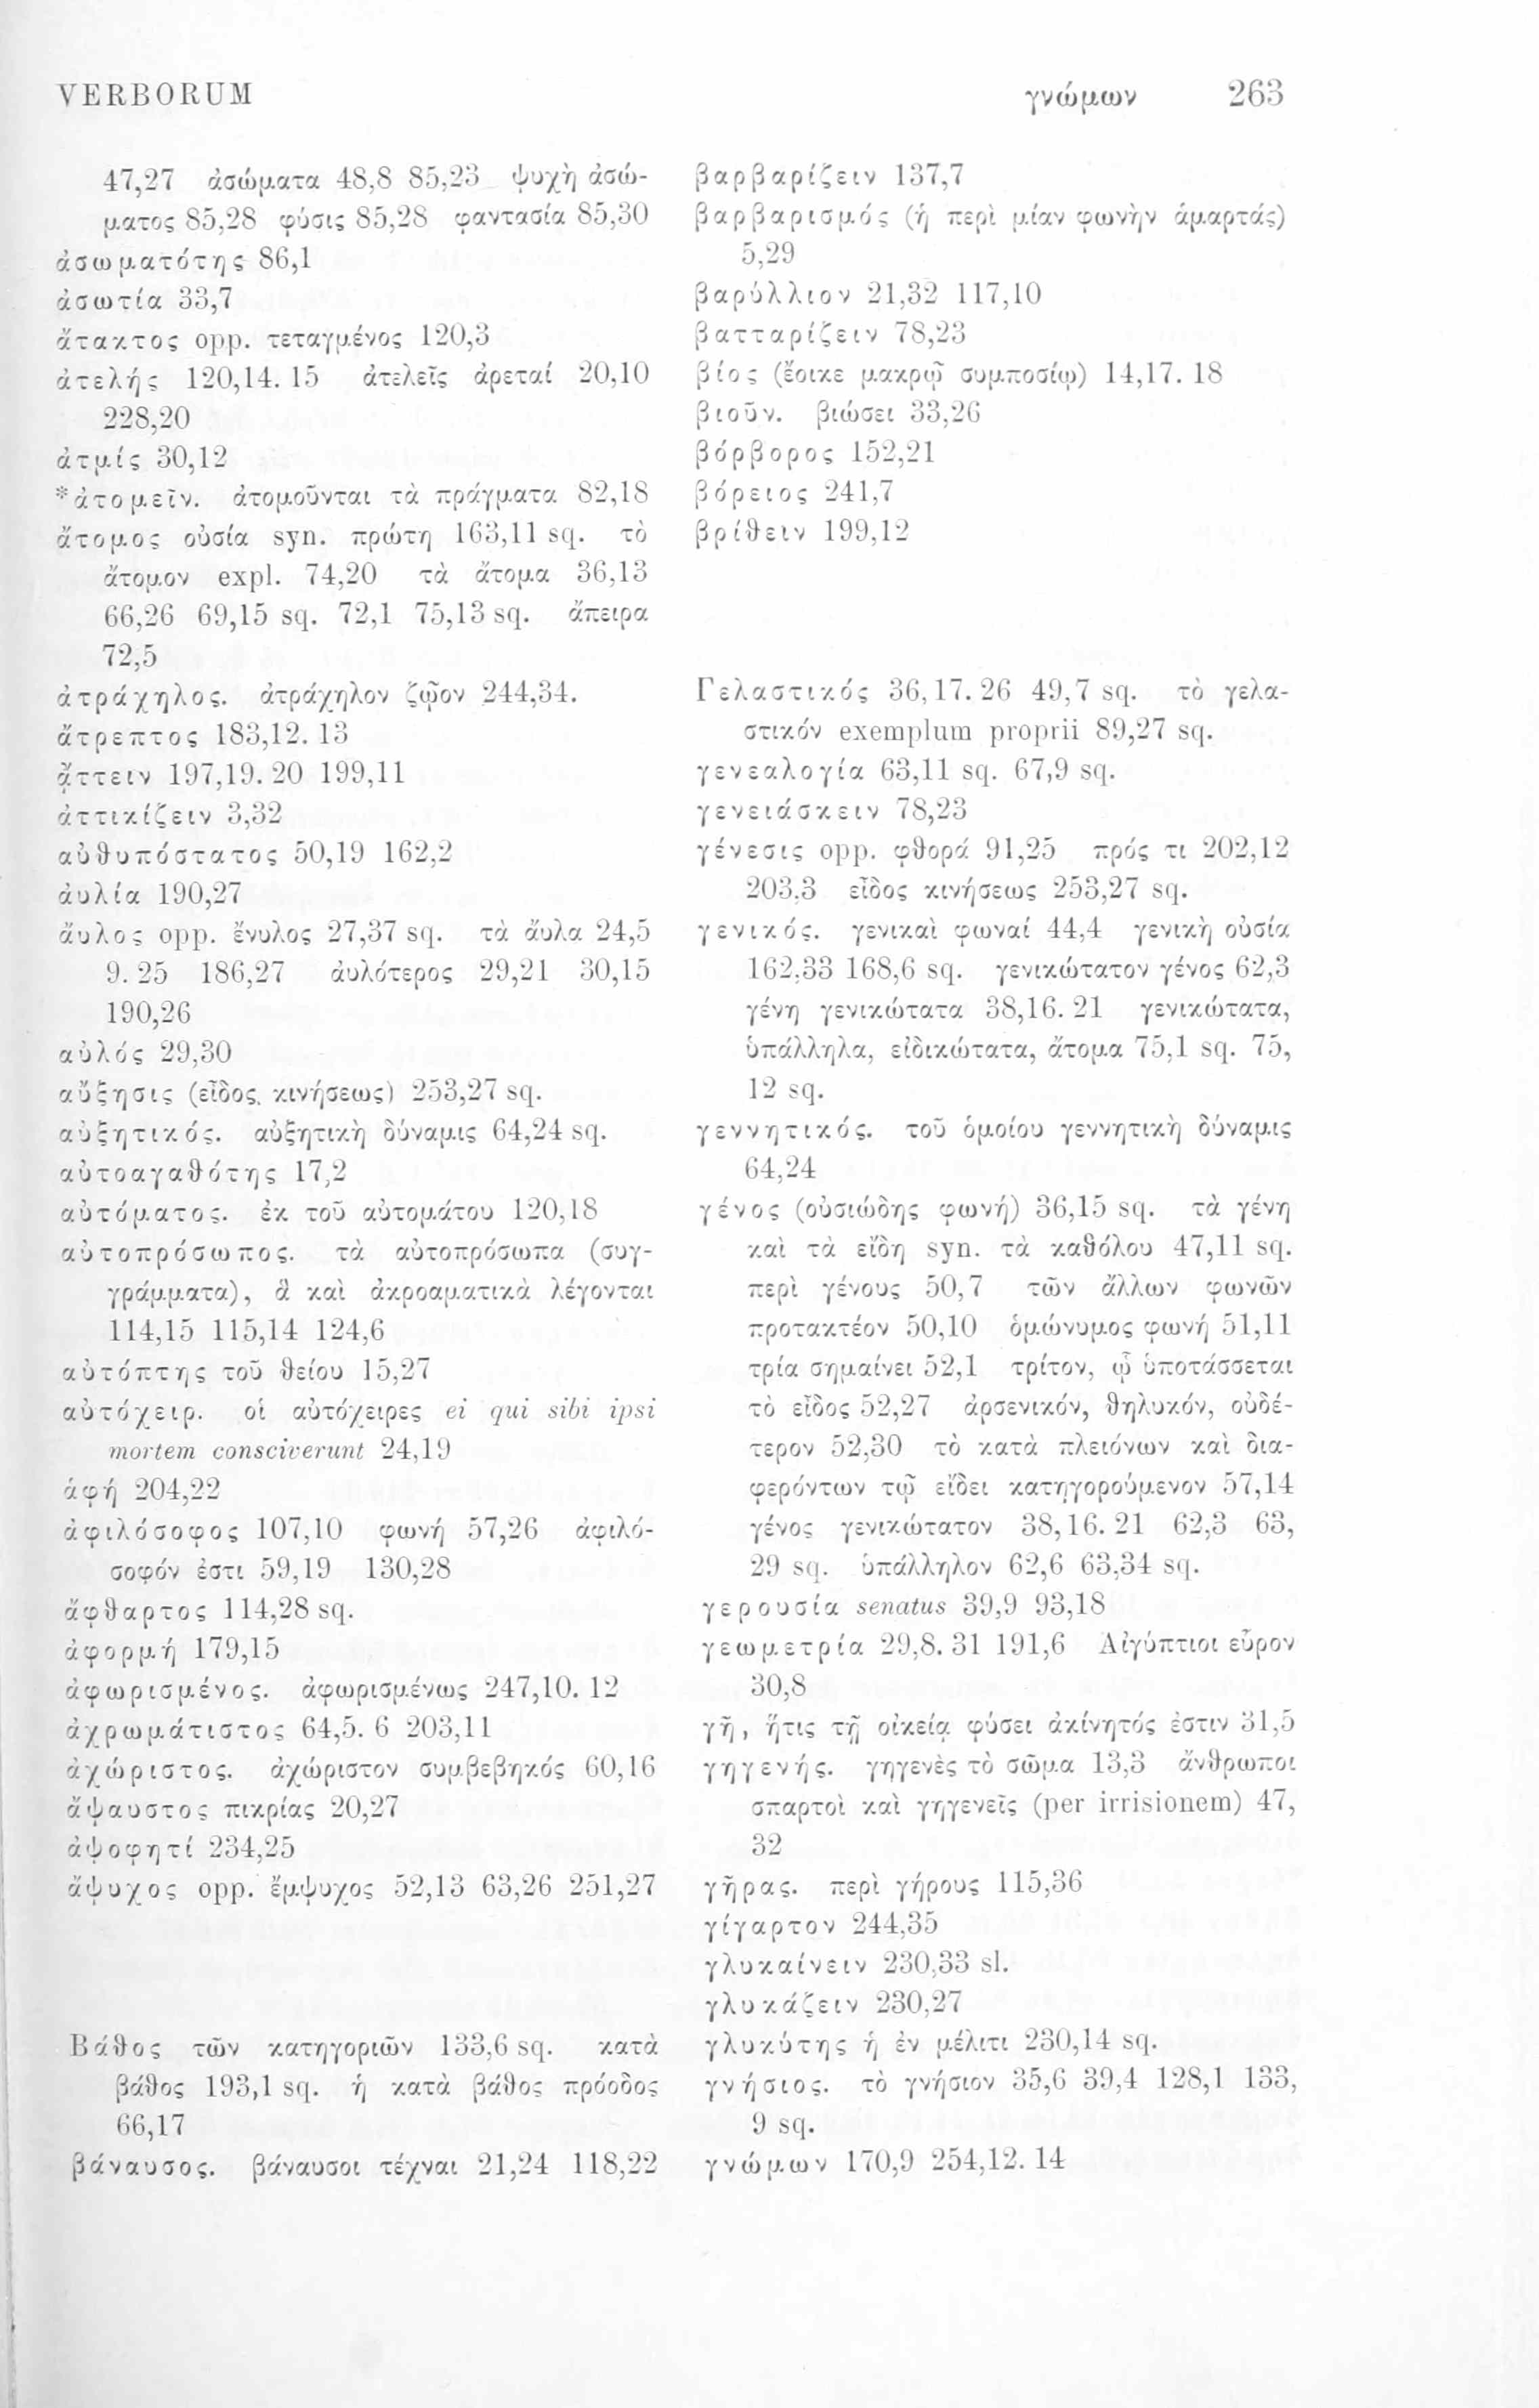 VERBORUM γνώμων 263
47,27 ἀσώματα 48,8 85,23 ψυχὴ ἀσώ-
ματος 85,28 φύσις 85,28 φαντασία 85,30
ἀσωματότης 86,1
ἀσωτία 33,7
ἄτακτος opp. τεταγμένος 120,3
ἀτελής 120,14. 15 ἀτελεῖς ἀρεταί 20,10
228,20
ἀτμίς 30,12
*ἀτομεῖν. ἀτομοῦνται τὰ πράγματα 82,18
ἄτομος οὐσία syn. πρώτη 163,11 sq. τὸ
ἄτομον expl. 74,20 τὰ ἄτομα 36,13
66,26 69,15 sq. 72,1 75,13 sq. ἄπειρα
72,5
ἀτράχηλος. ἀτράχηλον ζῷον 244,34.
ἄτρεπτος 183,12. 13
ᾄττειν 197,19. 20 199,11
ἀττικίζειν 3,32
αὐθυπόστατος 50,19 162,2
ἀυλία 190,27
ἄυλος opp. ἔνυλος 27,37 sq. τὰ ἄυλα 24,5
9. 25 186,27 ἀυλότερος 29,21 30,15
190,26
αὐλός 29,30
αὔξησις (εἶδος κινήσεως) 253,27 sq.
αὐξητικός. αὐξητικὴ δύναμις 64,24 sq.
αὐτοαγαθότης 17,2
αὐτόματος. ἐκ τοῦ αὐτομάτου 120,18
αὐτοπρόσωπος. τὰ αὐτοπρόσωπα (συγ-
γράμματα), ἃ καὶ ἀκροαματικὰ λέγονται
114,15 115,14 124,6
αὐτόπτης τοῦ θείου 15,27
αὐτόχειρ. οἱ αὐτόχειρες ei qui sibi ipsi
mortem consciverunt 24,19
ἁφή 204,22
ἀφιλόσοφος 107,10 φωνή 57,26 ἀφιλό-
σοφόν ἐστι 59,19 130,28
ἄφθαρτος 114,28 sq.
ἀφορμή 179,15
ἀφωρισμένος. ἀφωρισμένως 247,10. 12
ἀχρωμάτιστος 64,5. 6 203,11
ἀχώριστος. ἀχώριστον συμβεβηκός 60,16
ἄψαυστος πικρίας 20,27
ἀψοφητί 234,25
ἄψυχος opp. ἔμψυχος 52,13 63,26 251,27
Βάθος τῶν κατηγοριῶν 133,6 sq. κατὰ
βάθος 193,1 sq. ἡ κατὰ βάθος πρόοδος
66,17
βάναυσος. βάναυσοι τέχναι 21,24 118,22
βαρβαρίζειν 137,7
βαρβαρισμός (ἡ περὶ μίαν φωνὴν ἁμαρτάς)
5,29
βαρύλλιον 21,32 117,10
βατταρίζειν 78,23
βίος (ἔοικε μακρῷ συμποσίῳ) 14,17. 18
βιοῦν. βιώσει 33,26
βόρβορος 152,21
βόρειος 241,7
βρίθειν 199,12
Γελαστικός 36,17. 26 49,7 sq. τὸ γελα-
στικόν exemplum proprii 89,27 sq.
γενεαλογία 63,11 sq. 67,9 sq.
γενειάσκειν 78,23
γένεσις opp. φθορά 91,25 πρός τι 202,12
203,3 εἶδος κινήσεως 253,27 sq.
γενικός. γενικαὶ φωναί 44,4 γενικὴ οὐσία
162,33 168,6 sq. γενικώτατον γένος 62,3
γένη γενικώτατα 38,16. 21 γενικώτατα,
ὑπάλληλα, εἰδικώτατα, ἄτομα 75,1 sq. 75,
12 sq.
γεννητικός. τοῦ ὁμοίου γεννητικὴ δύναμις
64,24
γένος (οὐσιώδης φωνή) 36,15 sq. τὰ γένη
καὶ τὰ εἴδη syn. τὰ καθόλου 47,11 sq.
περὶ γένους 50,7 τῶν ἄλλων φωνῶν
προτακτέον 50,10 ὁμώνυμος φωνή 51,11
τρία σημαίνει 52,1 τρίτον, ᾧ ὑποτάσσεται
τὸ εἶδος 52,27 ἀρσενικόν, θηλυκόν, οὐδέ-
τερον 52,30 τὸ κατὰ πλειόνων καὶ δια-
φερόντων τῷ εἴδει κατηγορούμενον 57,14
γένος γενικώτατον 38,16. 21 62,3 63,
29 sq. ὑπάλληλον 62,6 63,34 sq.
γερουσία senatus 39,9 93,18
γεωμετρία 29,8. 31 191,6 Αἰγύπτιοι εὗρον
30,8
γῆ, ἥτις τῇ οἰκείᾳ φύσει ἀκίνητός ἐστιν 31,5
γηγενής. γηγενὲς τὸ σῶμα 13,3 ἄνθρωποι
σπαρτοὶ καὶ γηγενεῖς (per irrisionem) 47,
32
γῆρας. περὶ γήρους 115,36
γίγαρτον 244,35
γλυκαίνειν 230,33 sl.
γλυκάζειν 230,27
γλυκύτης ἡ ἐν μέλιτι 230,14 sq.
γνήσιος. τὸ γνήσιον 35,6 39,4 128,1 133,
9 sq.
γνώμων 170,9 254,12. 14